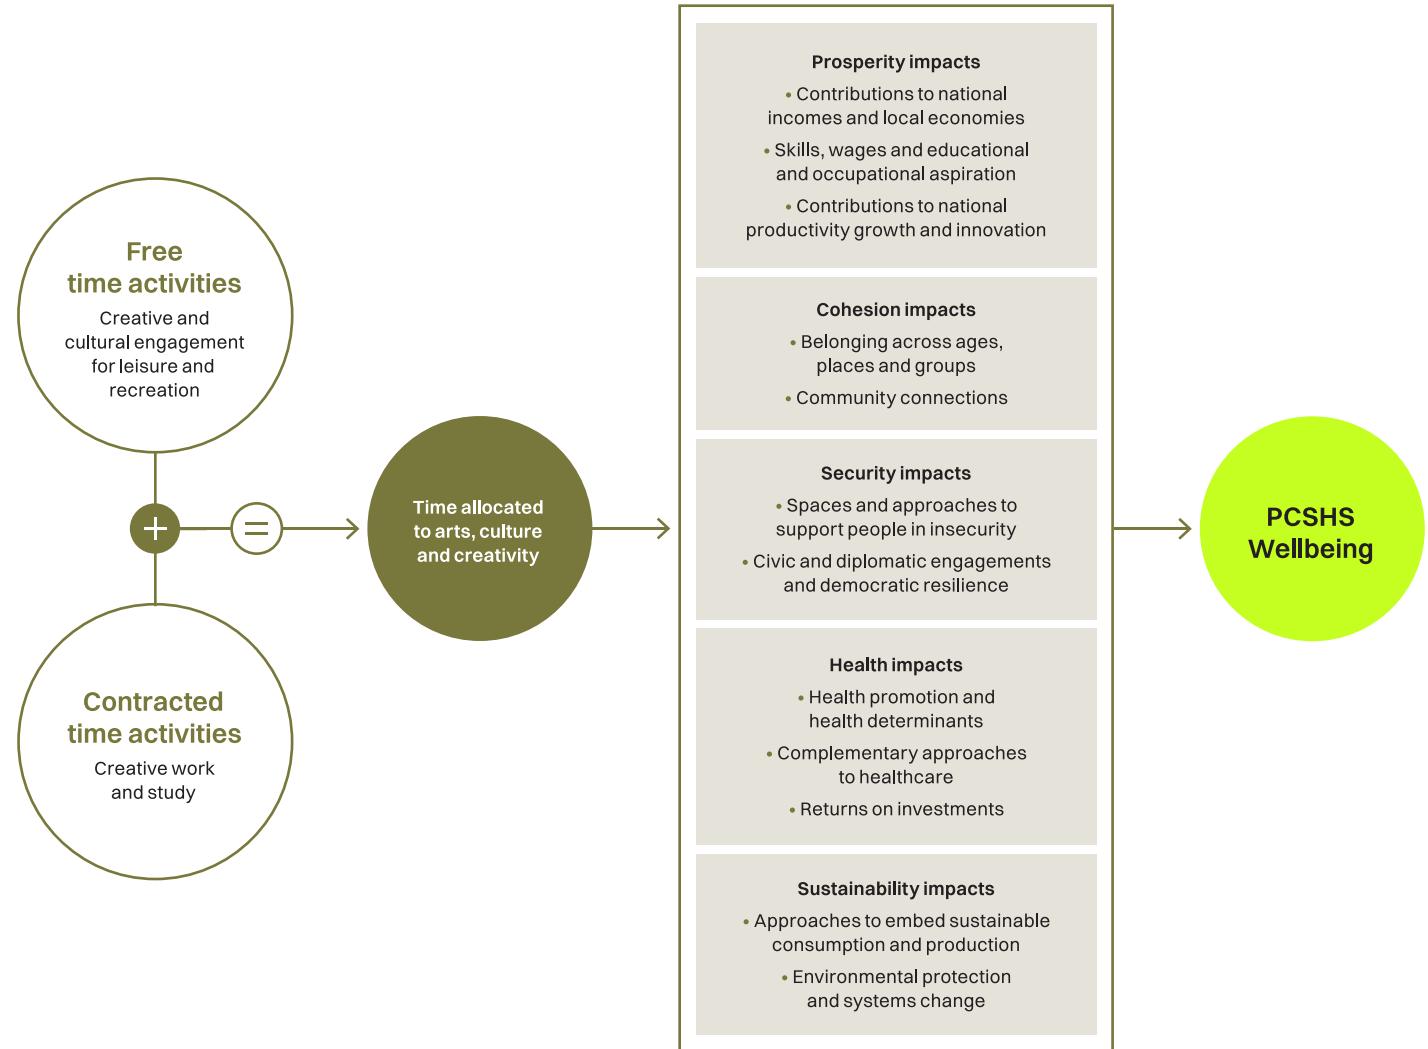 Free
time activities
Creative and
cultural engagement
for leisure and
recreation
+
=
Contracted
time activities
Creative work
and study
Time allocated
to arts, culture
and creativity
Prosperity impacts
• Contributions to national
incomes and local economies
• Skills, wages and educational
and occupational aspiration
• Contributions to national
productivity growth and innovation
Cohesion impacts
• Belonging across ages,
places and groups
• Community connections
Security impacts
• Spaces and approaches to
support people in insecurity
• Civic and diplomatic engagements
and democratic resilience
Health impacts
• Health promotion and
health determinants
• Complementary approaches
to healthcare
• Returns on investments
Sustainability impacts
• Approaches to embed sustainable
consumption and production
• Environmental protection
and systems change
PCSHS
Wellbeing